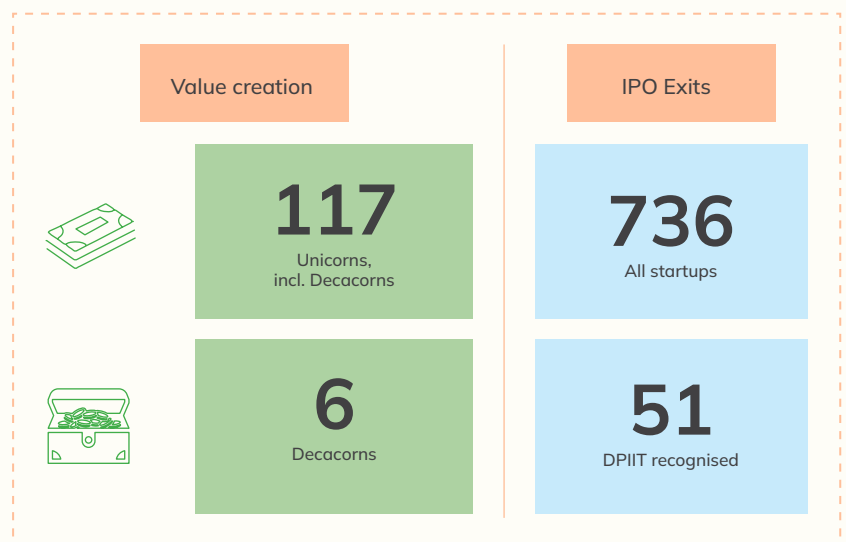 Value creation
IPO Exits
117
Unicorns,
incl. Decacorns
736
All startups
6
Decacorns
51
DPIIT recognised